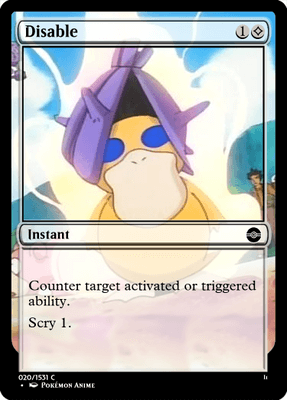 Disable 1
Instant
Counter target activated or triggered
ability.
Scry 1.
020/1531 C
Pokémon Anime